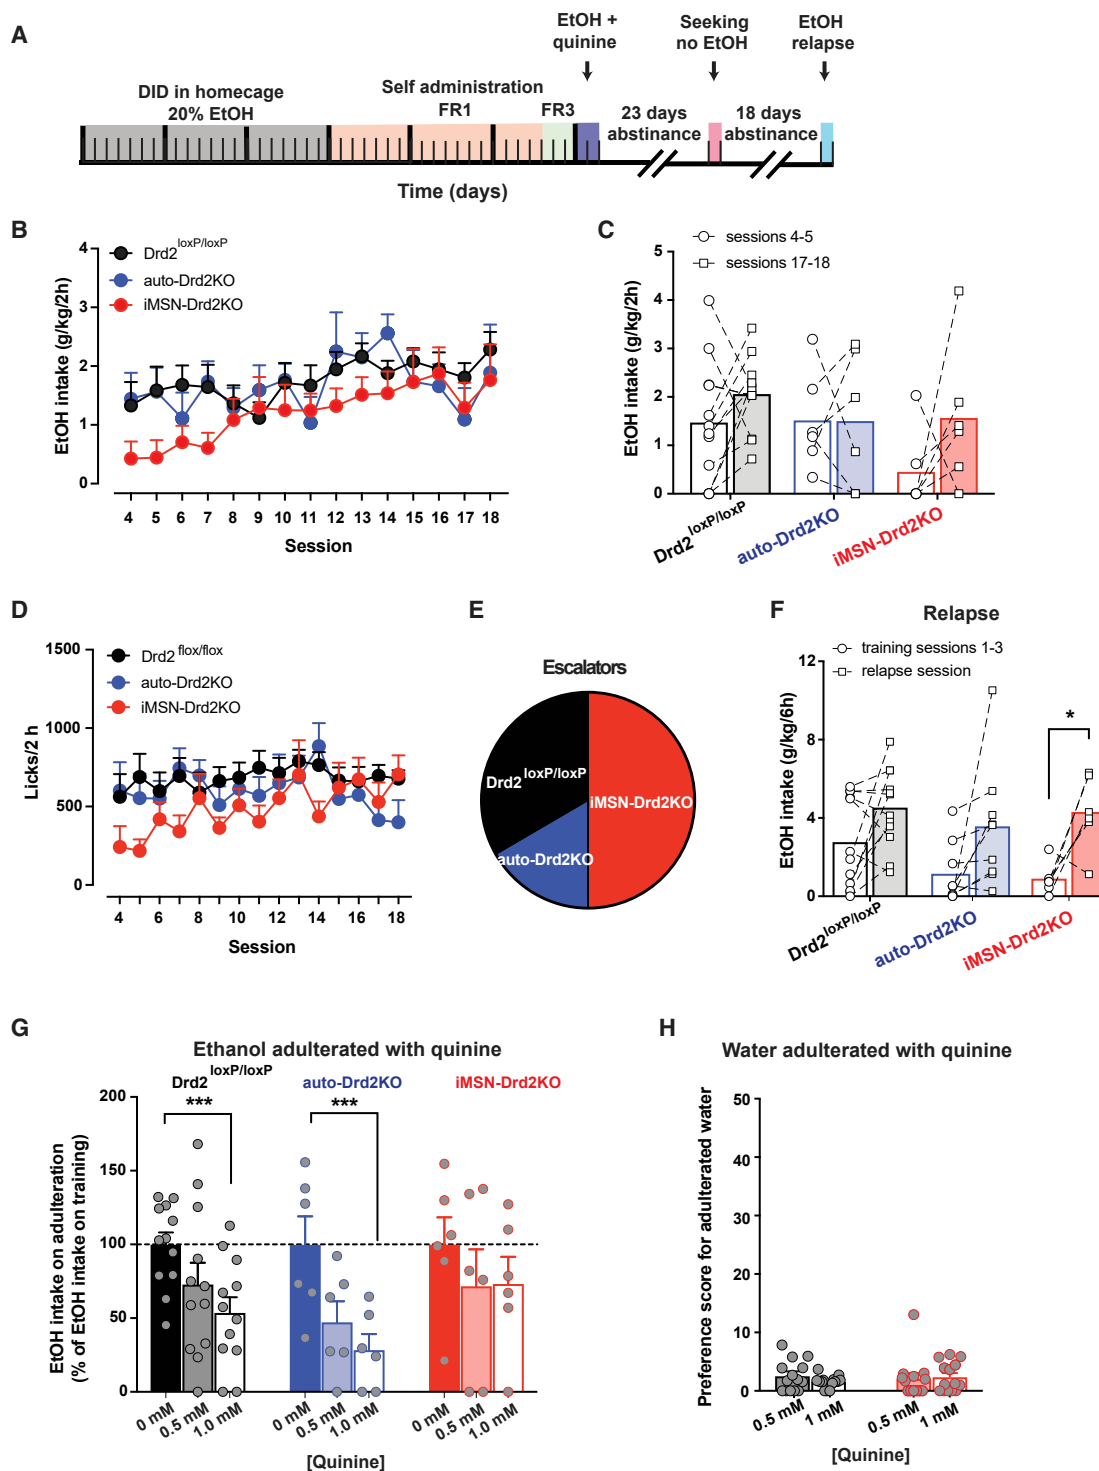 A
EtOH +
quinine
Seeking
no EtOH
EtOH
relapse
DID in homecage
20% EtOH
Self administration
FR1
FR3
23 days
abstinance
18 days
abstinance
Time (days)
B
EtOH intake (g/kg/2h)
4
3
2
1
0
Drd2loxP/loxP
auto-Drd2KO
iMSN-Drd2KO
4 5 6 7 8 9 10 11 12 13 14 15 16 17 18
Session
C
sessions 4-5
sessions 17-18
EtOH intake (g/kg/2h)
5
4
3
2
1
0
Drd2loxP/loxP
auto-Drd2KO
iMSN-Drd2KO
D
Licks/2 h
1500
1000
500
0
Drd2 flox/flox
auto-Drd2KO
iMSN-Drd2KO
4 6 8 10 12 14 16 18
Session
E
Escalators
Drd2loxP/loxP
iMSN-Drd2KO
auto-Drd2KO
F
Relapse
training sessions 1-3
relapse session
EtOH intake (g/kg/6h)
12
8
4
0
*
Drd2loxP/loxP
auto-Drd2KO
iMSN-Drd2KO
G
Ethanol adulterated with quinine
Drd2loxP/loxP
auto-Drd2KO
iMSN-Drd2KO
*** ***
EtOH intake on adulteration
(% of EtOH intake on training)
200
150
100
50
0
0 mM 0.5 mM 1.0 mM 0 mM 0.5 mM 1.0 mM 0 mM 0.5 mM 1.0 mM
[Quinine]
H
Water adulterated with quinine
Preference score for adulterated water
50
40
30
20
10
0
0.5 mM 1 mM 0.5 mM 1 mM
[Quinine]